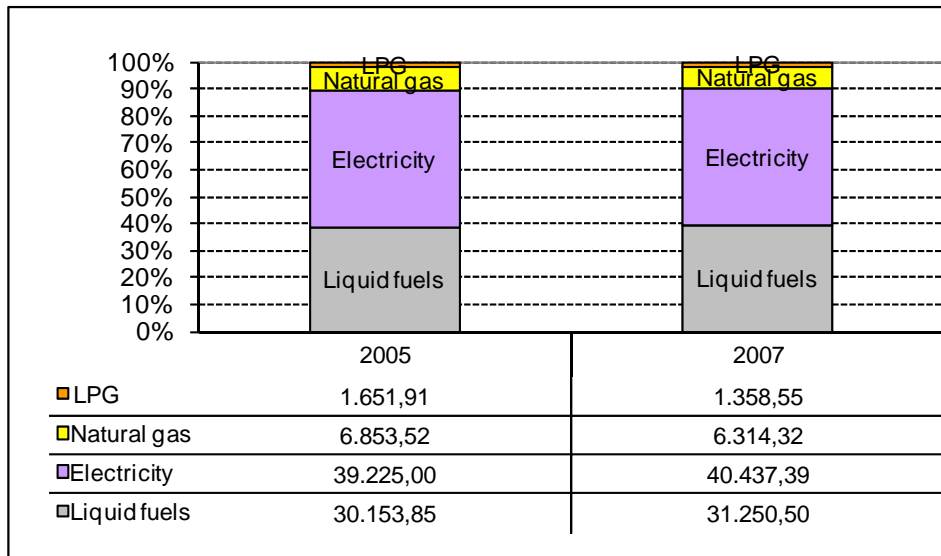 100%
90%
80%
70%
60%
50%
40%
30%
20%
10%
0%
LPG
Natural gas
Electricity
Liquid fuels
LPG
Natural gas
Electricity
Liquid fuels
2005 2007
LPG 1.651,91 1.358,55
Natural gas 6.853,52 6.314,32
Electricity 39.225,00 40.437,39
Liquid fuels 30.153,85 31.250,50